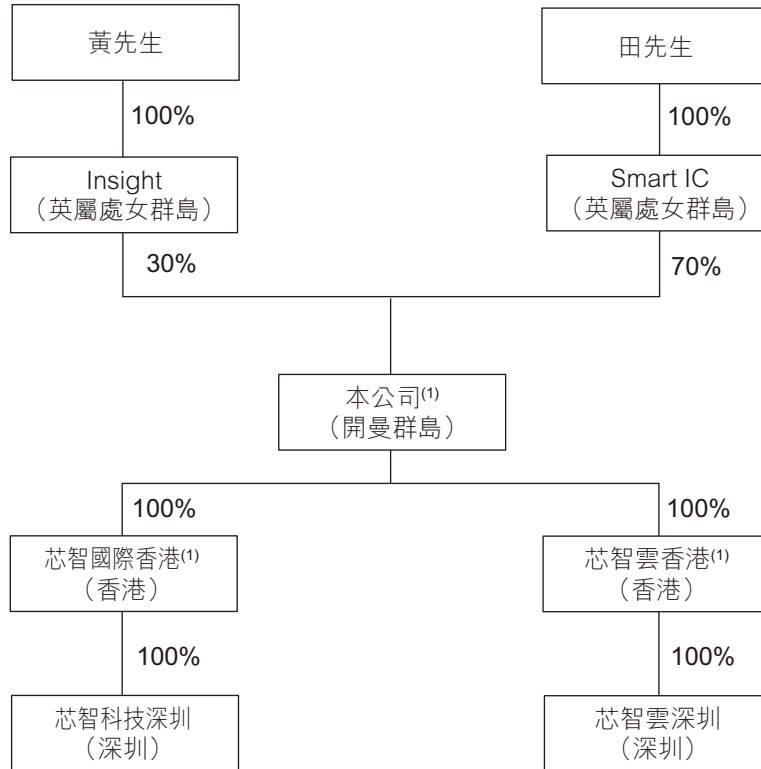 黃先生
田先生
100%
100%
Insight
（英屬處女群島）
Smart IC
（英屬處女群島）
30%
70%
本公司(1)
（開曼群島）
100%
100%
芯智國際香港(1)
（香港）
芯智雲香港(1)
（香港）
100%
100%
芯智科技深圳
（深圳）
芯智雲深圳
（深圳）